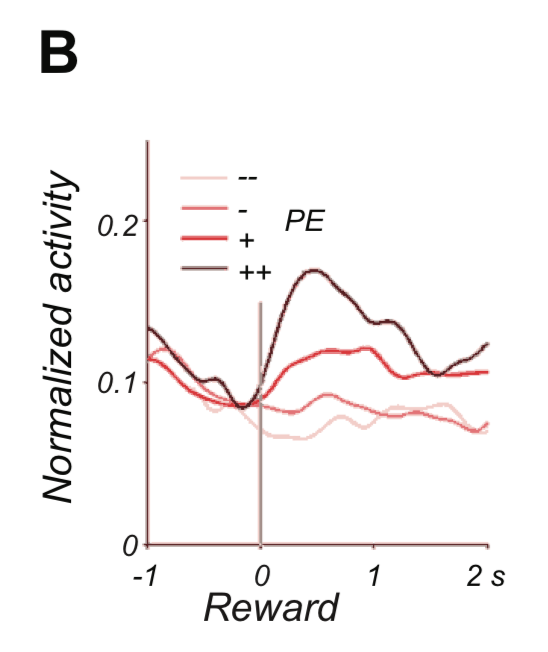 B
Normalized activity
0.2
0.1
0
--
-
+
++
PE
-1 0 1 2 s
Reward